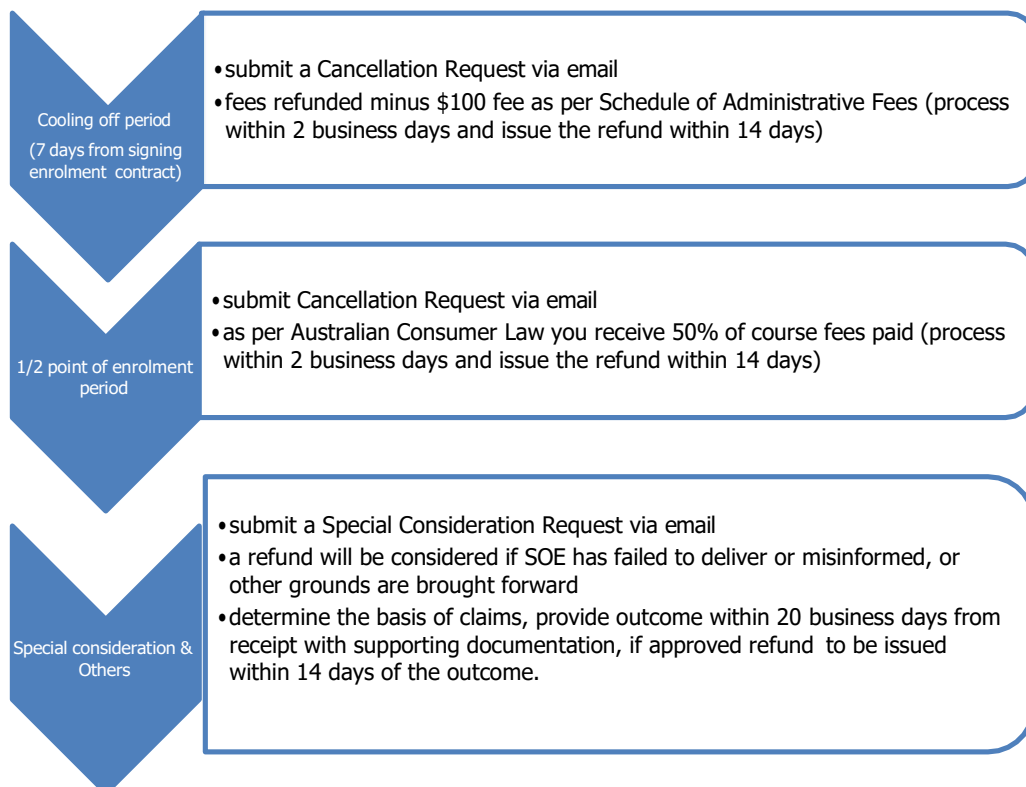 Cooling off period
(7 days from signing
enrolment contract)
•submit a Cancellation Request via email
•fees refunded minus $100 fee as per Schedule of Administrative Fees (process
within 2 business days and issue the refund within 14 days)
1/2 point of enrolment
period
•submit Cancellation Request via email
•as per Australian Consumer Law you receive 50% of course fees paid (process
within 2 business days and issue the refund within 14 days)
Special consideration &
Others
•submit a Special Consideration Request via email
•a refund will be considered if SOE has failed to deliver or misinformed, or
other grounds are brought forward
•determine the basis of claims, provide outcome within 20 business days from
receipt with supporting documentation, if approved refund to be issued
within 14 days of the outcome.